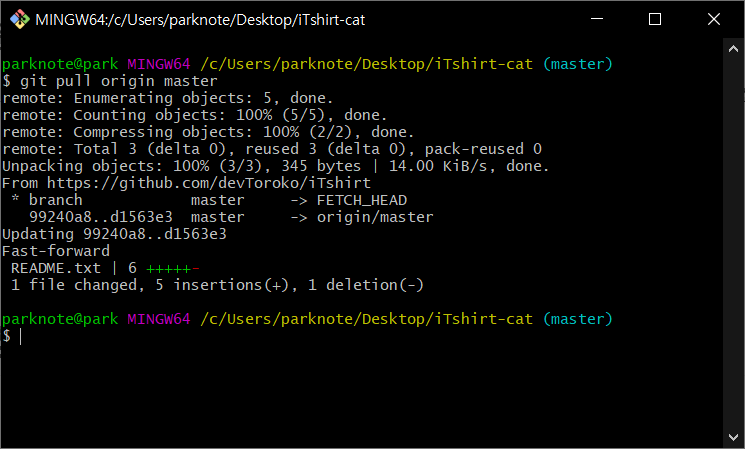 MINGW64:/c/Users/parknote/Desktop/iTshirt-cat
parknote@park MINGW64 /c/Users/parknote/Desktop/iTshirt-cat (master)
$ git pull origin master
remote: Enumerating objects: 5, done.
remote: Counting objects: 100% (5/5), done.
remote: Compressing objects: 100% (2/2), done.
remote: Total 3 (delta 0), reused 3 (delta 0), pack-reused 0
Unpacking objects: 100% (3/3), 345 bytes | 14.00 KiB/s, done.
From https://github.com/devToroko/iTshirt
 * branch            master     -> FETCH_HEAD
   99240a8..d1563e3  master     -> origin/master
Updating 99240a8..d1563e3
Fast-forward
 README.txt | 6 +++++-
 1 file changed, 5 insertions(+), 1 deletion(-)
parknote@park MINGW64 /c/Users/parknote/Desktop/iTshirt-cat (master)
$